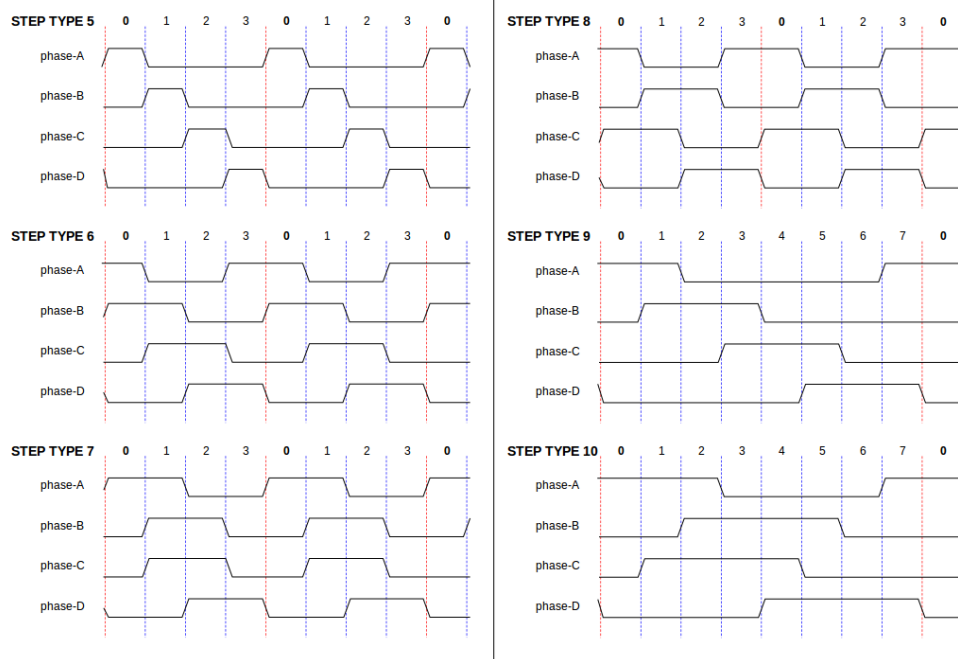 STEP TYPE 5 0 1 2 3 0 1 2 3 0
phase-A
phase-B
phase-C
phase-D
STEP TYPE 6 0 1 2 3 0 1 2 3 0
phase-A
phase-B
phase-C
phase-D
STEP TYPE 7 0 1 2 3 0 1 2 3 0
phase-A
phase-B
phase-C
phase-D
STEP TYPE 8 0 1 2 3 0 1 2 3 0
phase-A
phase-B
phase-C
phase-D
STEP TYPE 9 0 1 2 3 4 5 6 7 0
phase-A
phase-B
phase-C
phase-D
STEP TYPE 10 0 1 2 3 4 5 6 7 0
phase-A
phase-B
phase-C
phase-D